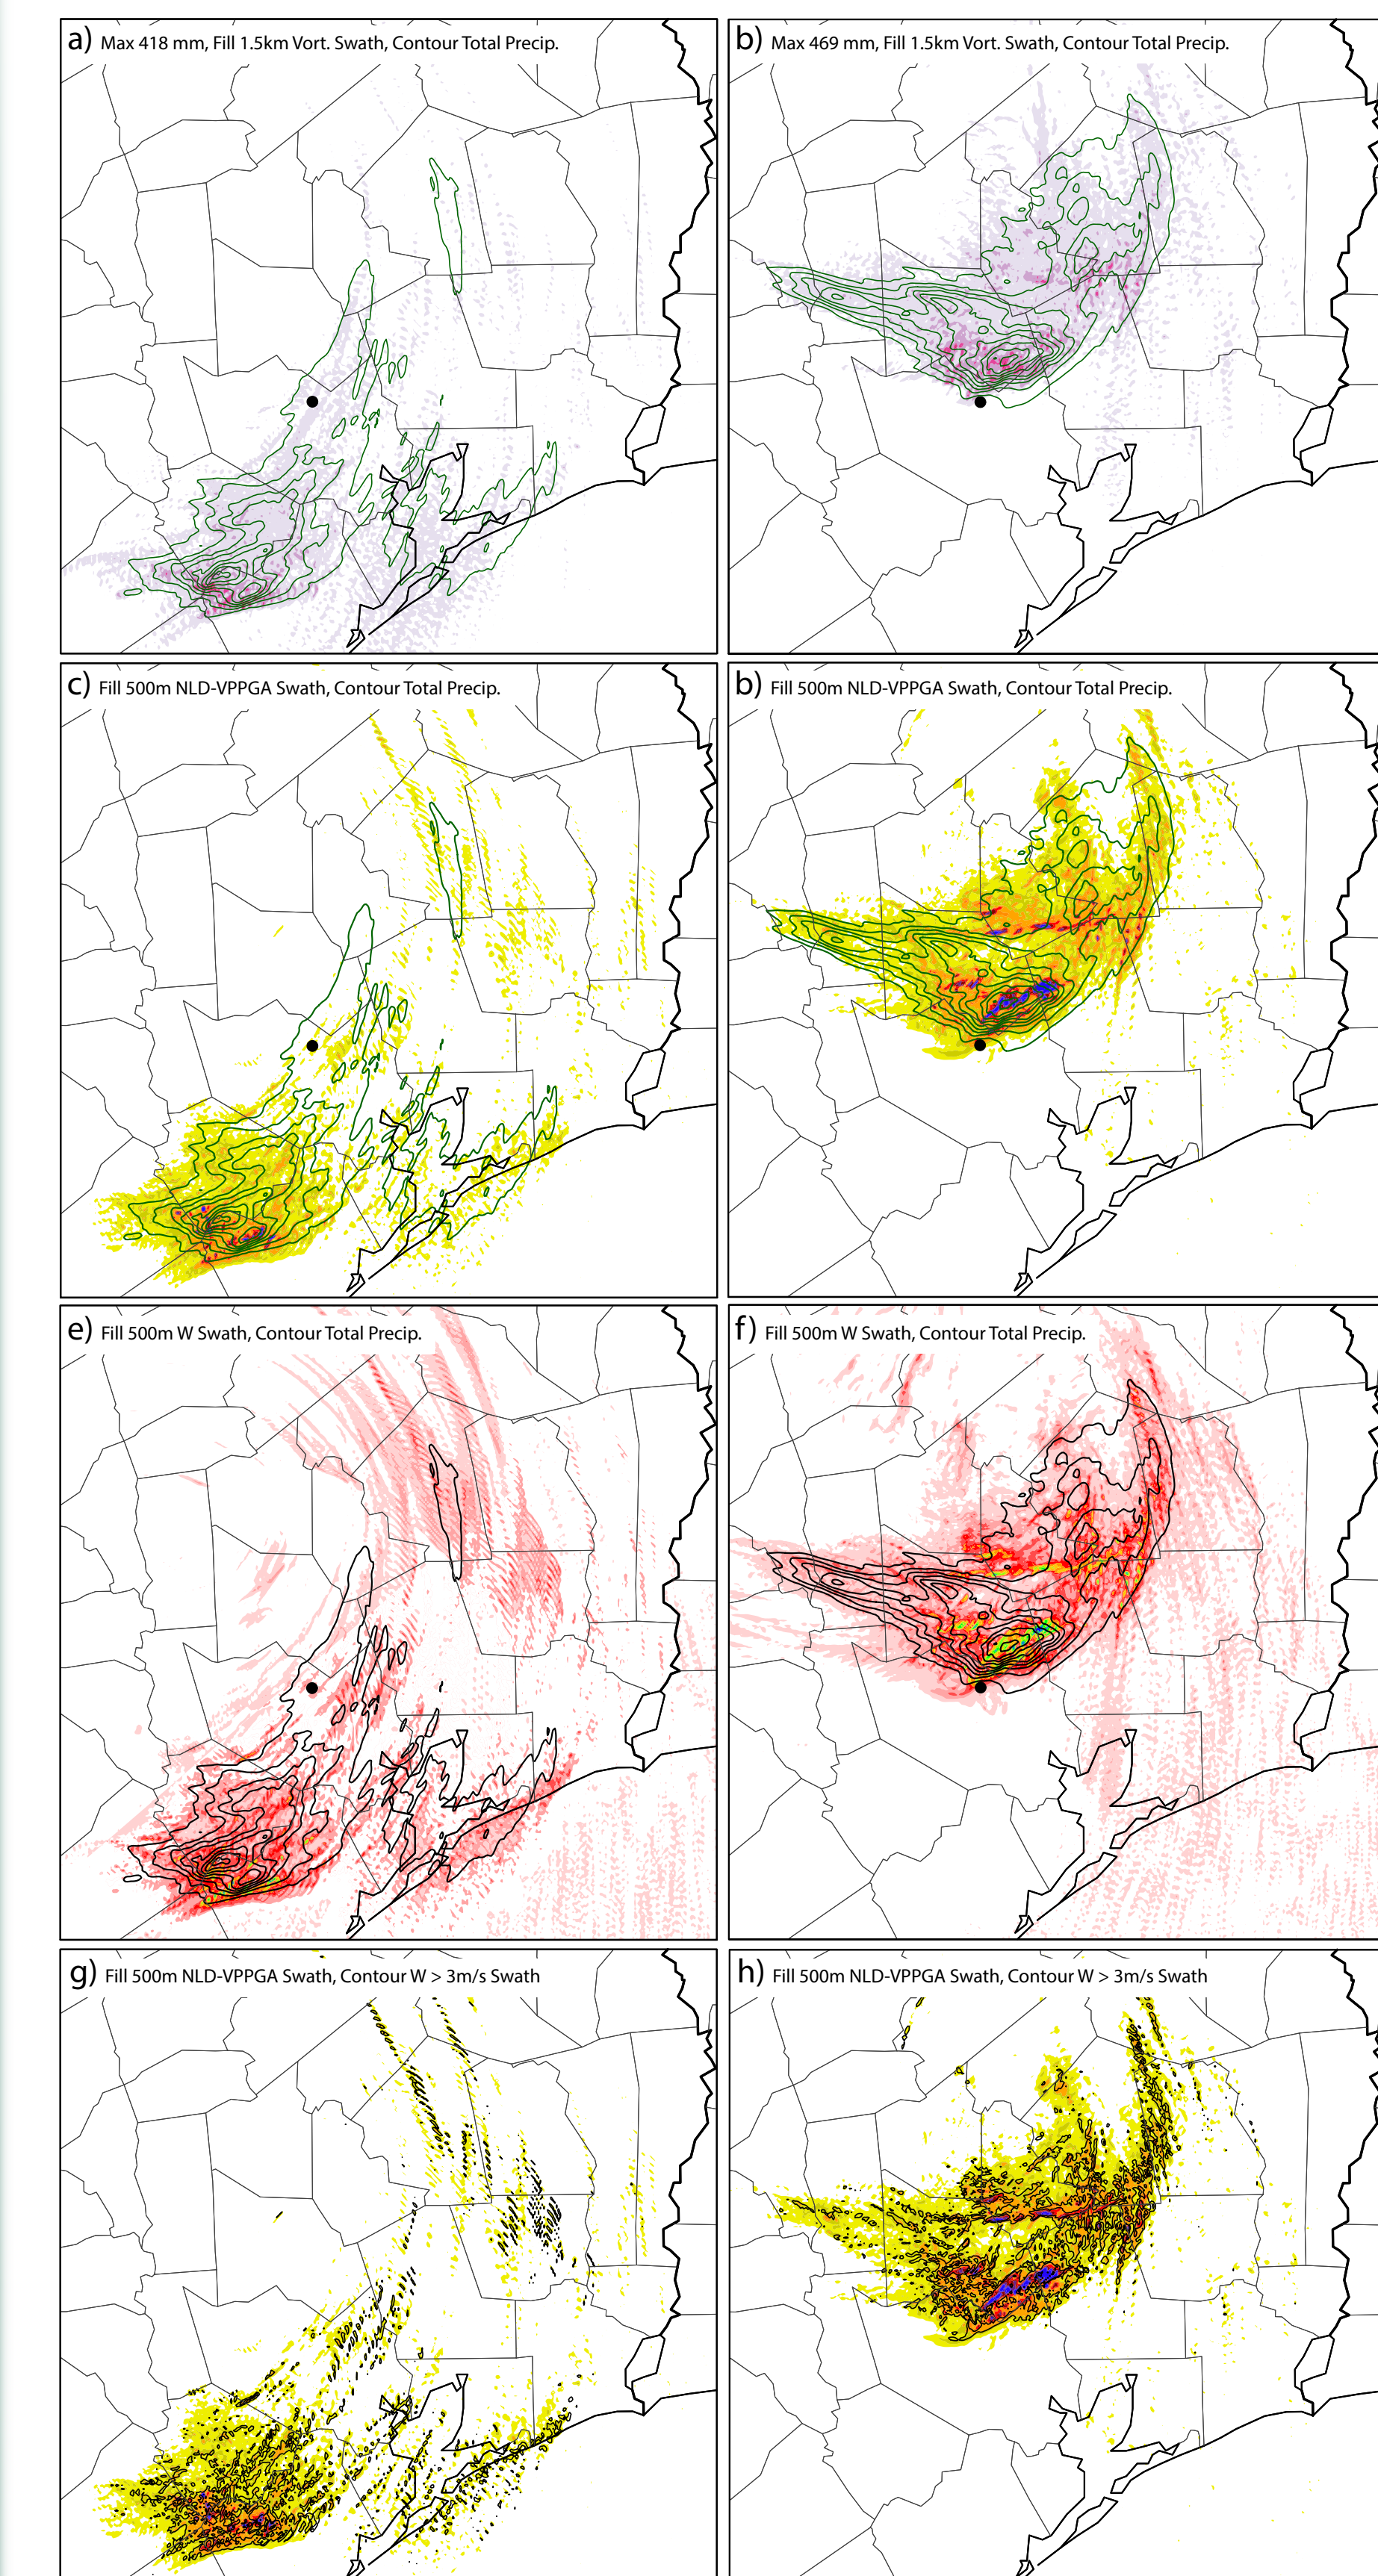 a) Max 418 mm, Fill 1.5km Vort. Swath, Contour Total Precip.
b) Max 469 mm, Fill 1.5km Vort. Swath, Contour Total Precip.
c) Fill 500m NLD-VPPGA Swath, Contour Total Precip.
b) Fill 500m NLD-VPPGA Swath, Contour Total Precip.
e) Fill 500m W Swath, Contour Total Precip.
f) Fill 500m W Swath, Contour Total Precip.
g) Fill 500m NLD-VPPGA Swath, Contour W > 3m/s Swath
h) Fill 500m NLD-VPPGA Swath, Contour W > 3m/s Swath